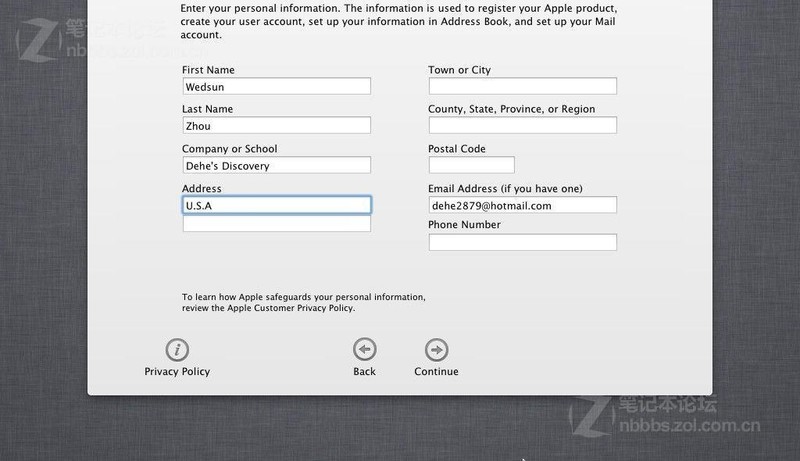 笔记本论坛
nbbbs.zol.com.cn
Enter your personal information. The information is used to register your Apple product,
create your user account, set up your information in Address Book, and set up your Mail
account.
First Name
Wedsun
Last Name
Zhou
Company or School
Dehe's Discovery
Address
U.S.A
Town or City
County, State, Province, or Region
Postal Code
Email Address (if you have one)
dehe2879@hotmail.com
Phone Number
To learn how Apple safeguards your personal information,
review the Apple Customer Privacy Policy.
Privacy Policy
Back
Continue
笔记本论坛
nbbbs.zol.com.cn